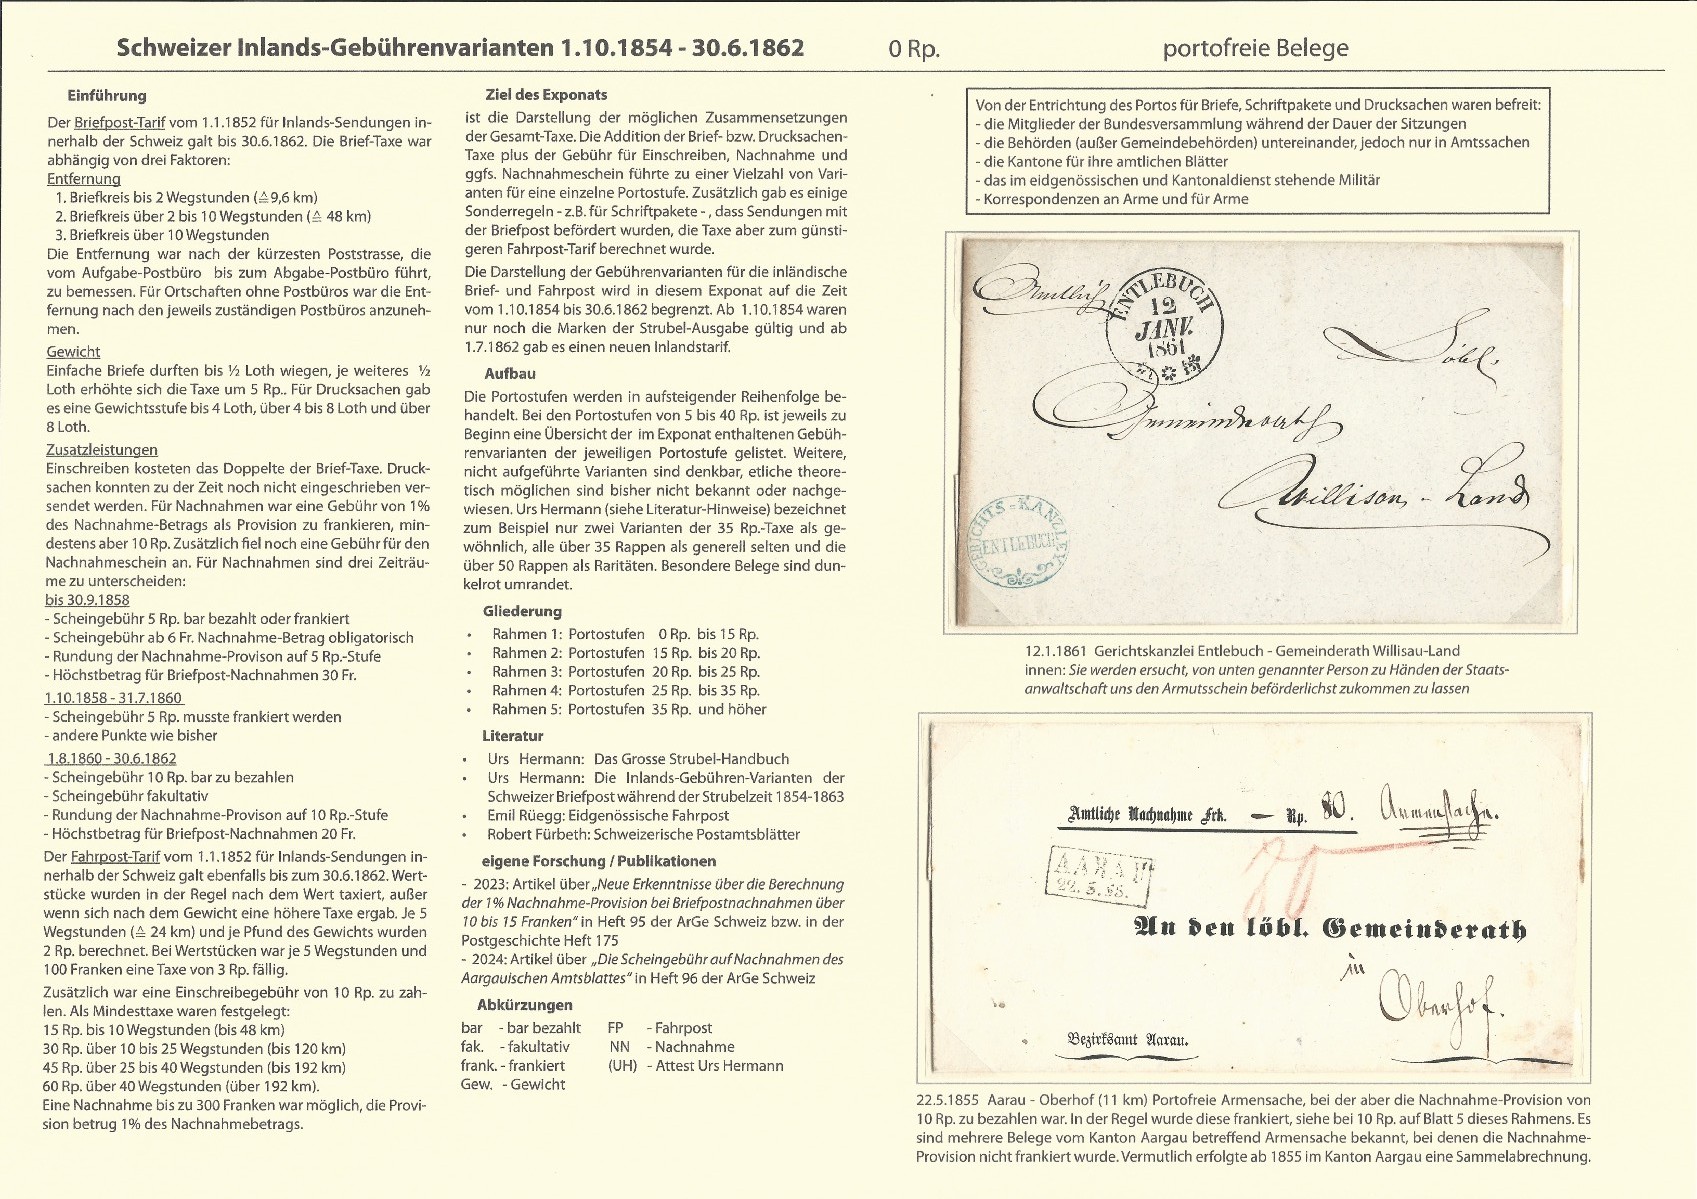 Schweizer Inlands-Gebührenvarianten 1.10.1854 - 30.6.1862 0 Rp. portofreie Belege
Einführung
Der Briefpost-Tarif vom 1.1.1852 für Inlands-Sendungen in-
nerhalb der Schweiz galt bis 30.6.1862. Die Brief-Taxe war
abhängig von drei Faktoren:
Entfernung
1. Briefkreis bis 2 Wegstunden (≙9,6 km)
2. Briefkreis über 2 bis 10 Wegstunden (≙ 48 km)
3. Briefkreis über 10 Wegstunden
Die Entfernung war nach der kürzesten Poststrasse, die
vom Aufgabe-Postbüro bis zum Abgabe-Postbüro führt,
zu bemessen. Für Ortschaften ohne Postbüros war die Ent-
fernung nach den jeweils zuständigen Postbüros anzuneh-
men.
Gewicht
Einfache Briefe durften bis ½ Loth wiegen, je weiteres ½
Loth erhöhte sich die Taxe um 5 Rp.. Für Drucksachen gab
es eine Gewichtsstufe bis 4 Loth, über 4 bis 8 Loth und über
8 Loth.
Zusatzleistungen
Einschreiben kosteten das Doppelte der Brief-Taxe. Druck-
sachen konnten zu der Zeit noch nicht eingeschrieben ver-
sendet werden. Für Nachnahmen war eine Gebühr von 1%
des Nachnahme-Betrags als Provision zu frankieren, min-
destens aber 10 Rp. Zusätzlich fiel noch eine Gebühr für den
Nachnahmeschein an. Für Nachnahmen sind drei Zeiträu-
me zu unterscheiden:
bis 30.9.1858
- Scheingebühr 5 Rp. bar bezahlt oder frankiert
- Scheingebühr ab 6 Fr. Nachnahme-Betrag obligatorisch
- Rundung der Nachnahme-Provison auf 5 Rp.-Stufe
- Höchstbetrag für Briefpost-Nachnahmen 30 Fr.
1.10.1858 - 31.7.1860
- Scheingebühr 5 Rp. musste frankiert werden
- andere Punkte wie bisher
1.8.1860 - 30.6.1862
- Scheingebühr 10 Rp. bar zu bezahlen
- Scheingebühr fakultativ
- Rundung der Nachnahme-Provison auf 10 Rp.-Stufe
- Höchstbetrag für Briefpost-Nachnahmen 20 Fr.
Der Fahrpost-Tarif vom 1.1.1852 für Inlands-Sendungen in-
nerhalb der Schweiz galt ebenfalls bis zum 30.6.1862. Wert-
stücke wurden in der Regel nach dem Wert taxiert, außer
wenn sich nach dem Gewicht eine höhere Taxe ergab. Je 5
Wegstunden (≙ 24 km) und je Pfund des Gewichts wurden
2 Rp. berechnet. Bei Wertstücken war je 5 Wegstunden und
100 Franken eine Taxe von 3 Rp. fällig.
Zusätzlich war eine Einschreibegebühr von 10 Rp. zu zah-
len. Als Mindesttaxe waren festgelegt:
15 Rp. bis 10 Wegstunden (bis 48 km)
30 Rp. über 10 bis 25 Wegstunden (bis 120 km)
45 Rp. über 25 bis 40 Wegstunden (bis 192 km)
60 Rp. über 40 Wegstunden (über 192 km).
Eine Nachnahme bis zu 300 Franken war möglich, die Provi-
sion betrug 1% des Nachnahmebetrags.
Ziel des Exponats
ist die Darstellung der möglichen Zusammensetzungen
der Gesamt-Taxe. Die Addition der Brief- bzw. Drucksachen-
Taxe plus der Gebühr für Einschreiben, Nachnahme und
ggfs. Nachnahmeschein führte zu einer Vielzahl von Vari-
anten für eine einzelne Portostufe. Zusätzlich gab es einige
Sonderregeln - z.B. für Schriftpakete - , dass Sendungen mit
der Briefpost befördert wurden, die Taxe aber zum günsti-
geren Fahrpost-Tarif berechnet wurde.
Die Darstellung der Gebührenvarianten für die inländische
Brief- und Fahrpost wird in diesem Exponat auf die Zeit
vom 1.10.1854 bis 30.6.1862 begrenzt. Ab 1.10.1854 waren
nur noch die Marken der Strubel-Ausgabe gültig und ab
1.7.1862 gab es einen neuen Inlandstarif.
Aufbau
Die Portostufen werden in aufsteigender Reihenfolge be-
handelt. Bei den Portostufen von 5 bis 40 Rp. ist jeweils zu
Beginn eine Übersicht der im Exponat enthaltenen Gebüh-
renvarianten der jeweiligen Portostufe gelistet. Weitere,
nicht aufgeführte Varianten sind denkbar, etliche theore-
tisch möglichen sind bisher nicht bekannt oder nachge-
wiesen. Urs Hermann (siehe Literatur-Hinweise) bezeichnet
zum Beispiel nur zwei Varianten der 35 Rp.-Taxe als ge-
wöhnlich, alle über 35 Rappen als generell selten und die
über 50 Rappen als Raritäten. Besondere Belege sind dun-
kelrot umrandet.
Gliederung
• Rahmen 1: Portostufen 0 Rp. bis 15 Rp.
• Rahmen 2: Portostufen 15 Rp. bis 20 Rp.
• Rahmen 3: Portostufen 20 Rp. bis 25 Rp.
• Rahmen 4: Portostufen 25 Rp. bis 35 Rp.
• Rahmen 5: Portostufen 35 Rp. und höher
Literatur
• Urs Hermann: Das Grosse Strubel-Handbuch
• Urs Hermann: Die Inlands-Gebühren-Varianten der
Schweizer Briefpost während der Strubelzeit 1854-1863
• Emil Rüegg: Eidgenössische Fahrpost
• Robert Fürbeth: Schweizerische Postamtsblätter
eigene Forschung / Publikationen
- 2023: Artikel über „Neue Erkenntnisse über die Berechnung
der 1% Nachnahme-Provision bei Briefpostnachnahmen über
10 bis 15 Franken“ in Heft 95 der ArGe Schweiz bzw. in der
Postgeschichte Heft 175
- 2024: Artikel über „Die Scheingebühr auf Nachnahmen des
Aargauischen Amtsblattes“ in Heft 96 der ArGe Schweiz
Abkürzungen
bar - bar bezahlt FP - Fahrpost
fak. - fakultativ NN - Nachnahme
frank. - frankiert (UH) - Attest Urs Hermann
Gew. - Gewicht
Von der Entrichtung des Portos für Briefe, Schriftpakete und Drucksachen waren befreit:
- die Mitglieder der Bundesversammlung während der Dauer der Sitzungen
- die Behörden (außer Gemeindebehörden) untereinander, jedoch nur in Amtssachen
- die Kantone für ihre amtlichen Blätter
- das im eidgenössischen und Kantonaldienst stehende Militär
- Korrespondenzen an Arme und für Arme
Amtlich
ENTLEBUCH
12
JANV.
1861
Löbl.
Gemeinderath
Willisau - Land
GERICHTS-KANZLEY
ENTLEBUCH
12.1.1861 Gerichtskanzlei Entlebuch - Gemeinderath Willisau-Land
innen: Sie werden ersucht, von unten genannter Person zu Händen der Staats-
anwaltschaft uns den Armutsschein beförderlichst zukommen zu lassen
Amtliche Nachnahme Frk. — Rp. 80. Armensache.
AARAU
22. 5. 55.
80
An den löbl. Gemeinderath
in
Oberhof.
Bezirksamt Aarau.
22.5.1855 Aarau - Oberhof (11 km) Portofreie Armensache, bei der aber die Nachnahme-Provision von
10 Rp. zu bezahlen war. In der Regel wurde diese frankiert, siehe bei 10 Rp. auf Blatt 5 dieses Rahmens. Es
sind mehrere Belege vom Kanton Aargau betreffend Armensache bekannt, bei denen die Nachnahme-
Provision nicht frankiert wurde. Vermutlich erfolgte ab 1855 im Kanton Aargau eine Sammelabrechnung.